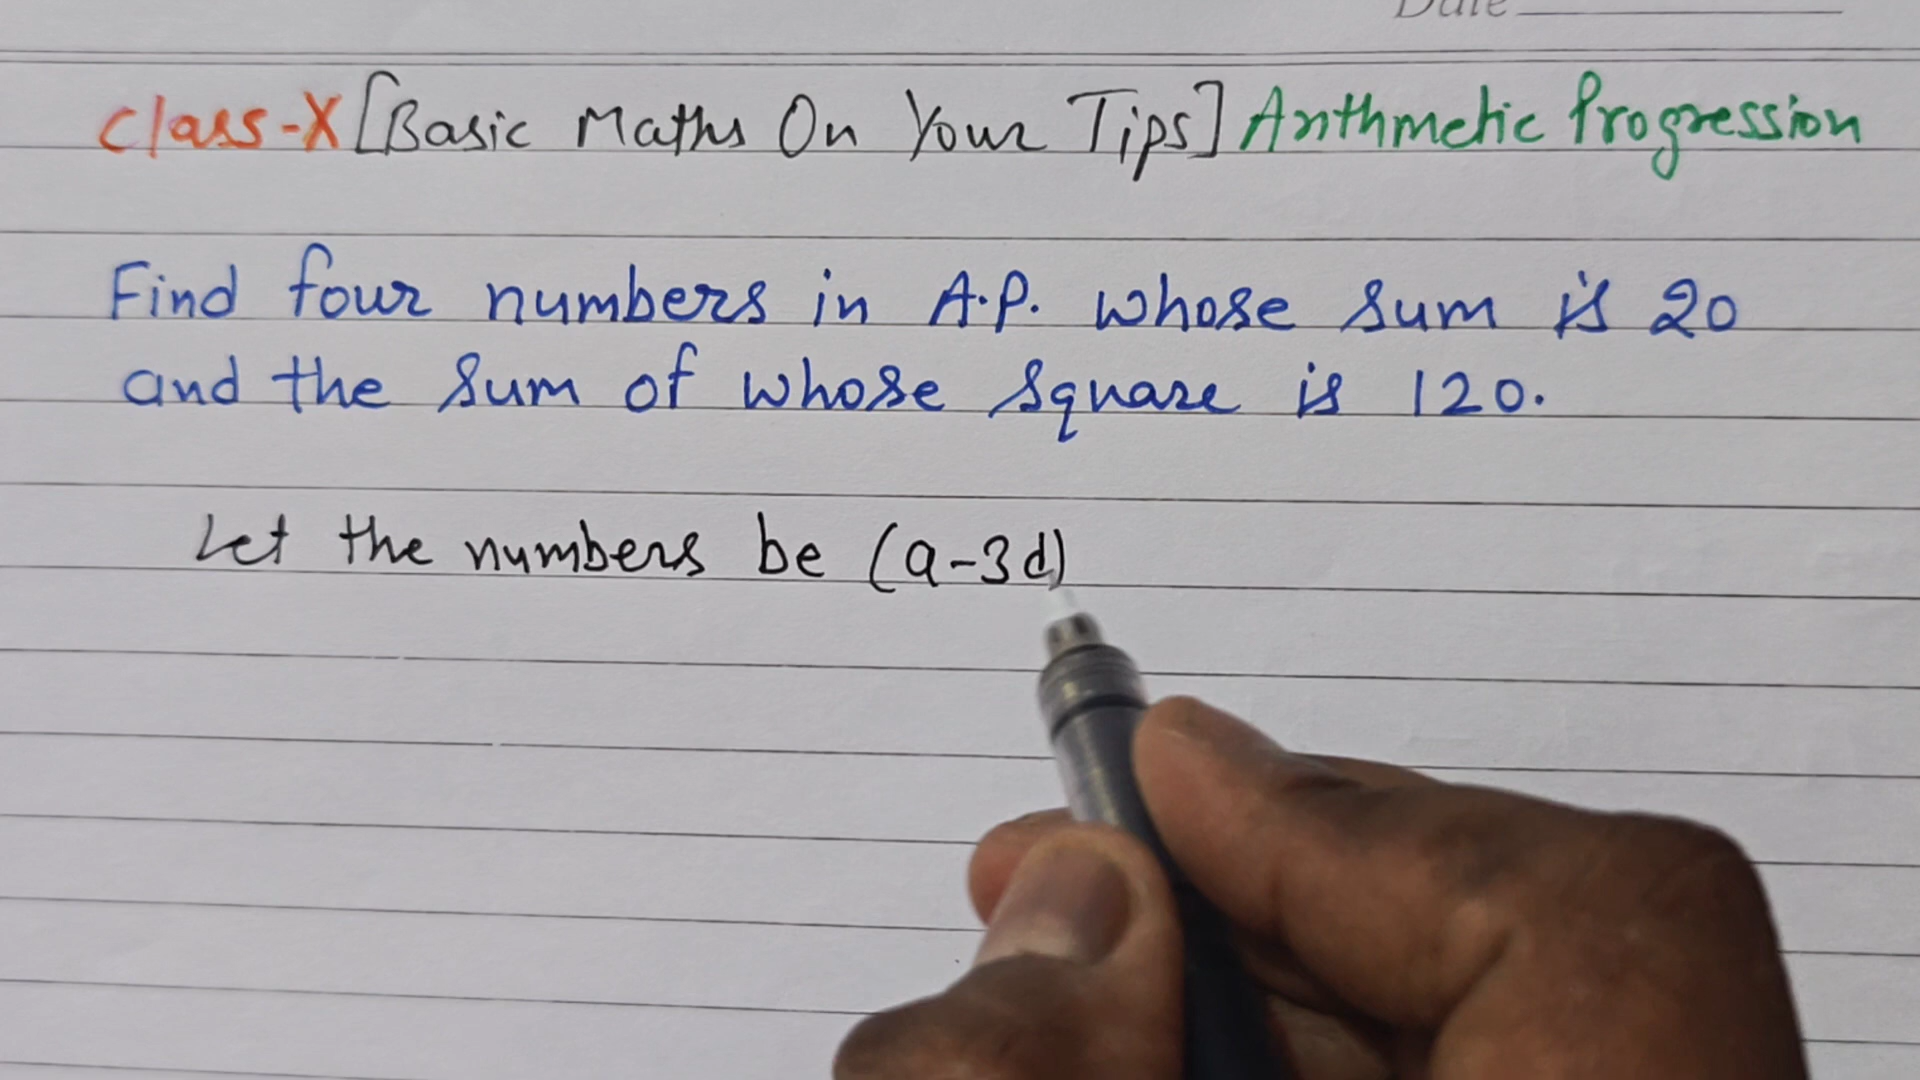 Date
Class-X [Basic Maths On Your Tips] Arithmetic Progression
Find four numbers in A.P. whose sum is 20
and the sum of whose square is 120.
Let the numbers be (a-3d)